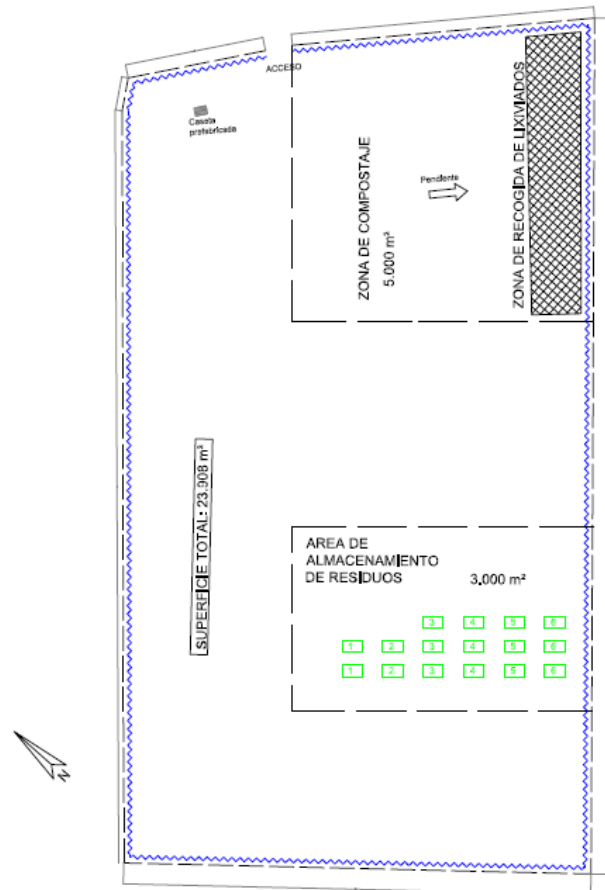 ACCESO
Caseta
prefabricada
ZONA DE COMPOSTAJE
5.000 m²
Pendiente
ZONA DE RECOGIDA DE LIXIVIADOS
SUPERFICIE TOTAL: 23.908 m²
AREA DE
ALMACENAMIENTO
DE RESIDUOS
3.000 m²
3 4 5 6
1 2 3 4 5 6
1 2 3 4 5 6
N